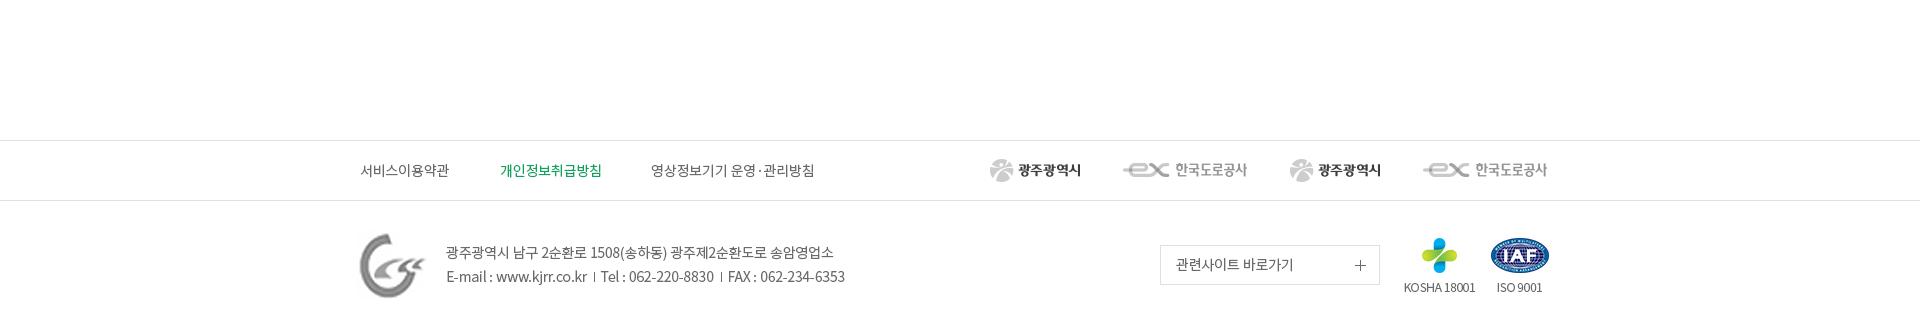 서비스이용약관 개인정보취급방침 영상정보기기 운영·관리방침 광주광역시 ex 한국도로공사 광주광역시 ex 한국도로공사
광주광역시 남구 2순환로 1508(송하동) 광주제2순환도로 송암영업소
E-mail : www.kjrr.co.kr | Tel : 062-220-8830 | FAX : 062-234-6353
관련사이트 바로가기 +
IAF
KOSHA 18001 ISO 9001